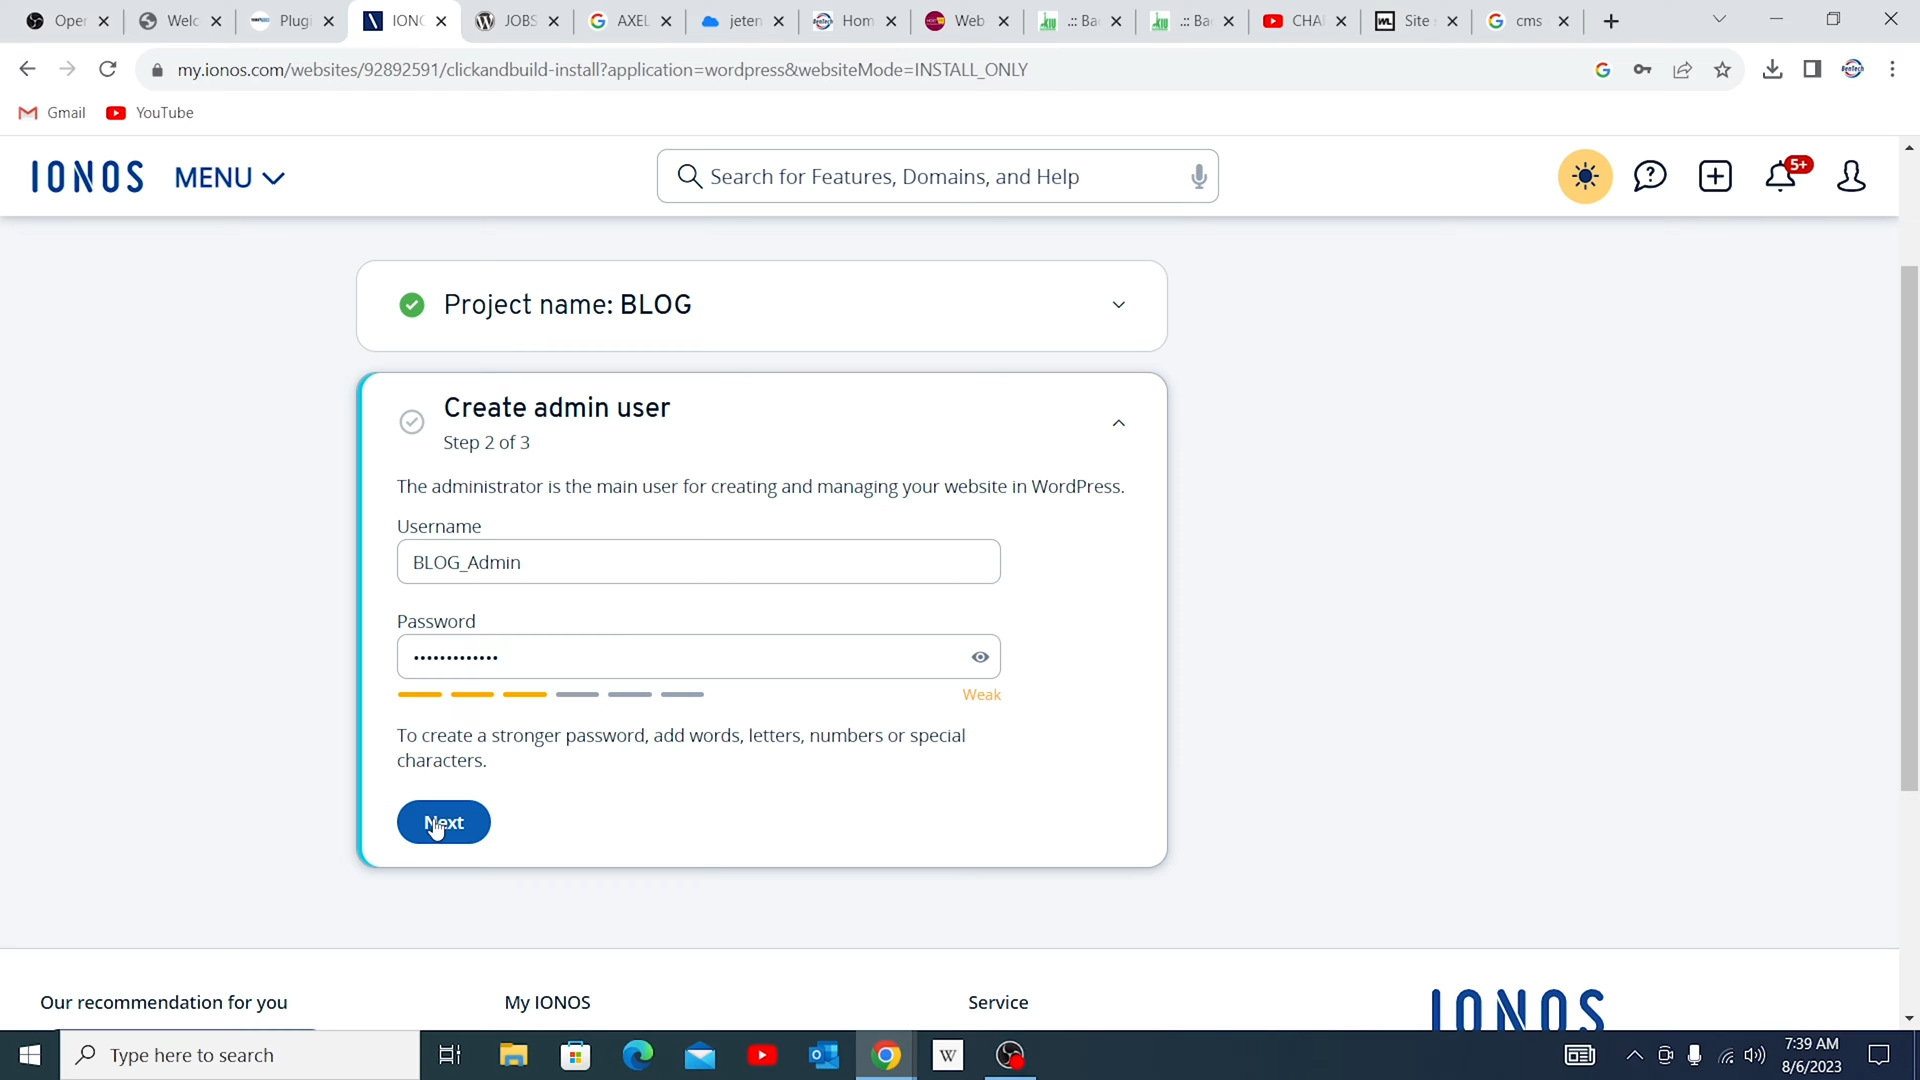 Open
Welc
Plugi
IONC
JOBS
AXEL
jeten
Hom
Web
.:: Ba
.:: Ba
CHA
Site
cms
my.ionos.com/websites/92892591/clickandbuild-install?application=wordpress&websiteMode=INSTALL_ONLY
Gmail
YouTube
IONOS
MENU
Search for Features, Domains, and Help
5+
Project name: BLOG
Create admin user
Step 2 of 3
The administrator is the main user for creating and managing your website in WordPress.
Username
BLOG_Admin
Password
•••••••••••••
Weak
To create a stronger password, add words, letters, numbers or special
characters.
Next
Our recommendation for you
My IONOS
Service
IONOS
Type here to search
W
7:39 AM
8/6/2023